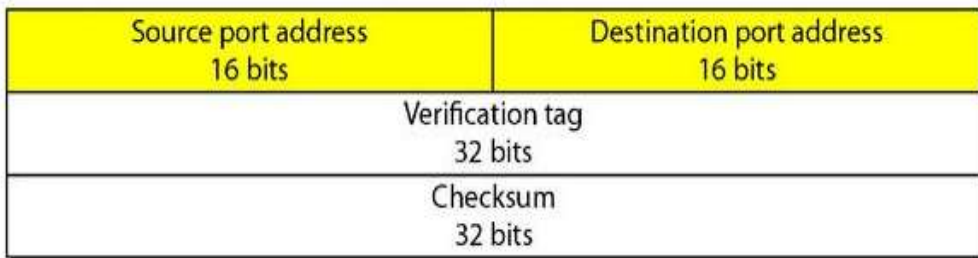 Source port address
16 bits
Destination port address
16 bits
Verification tag
32 bits
Checksum
32 bits